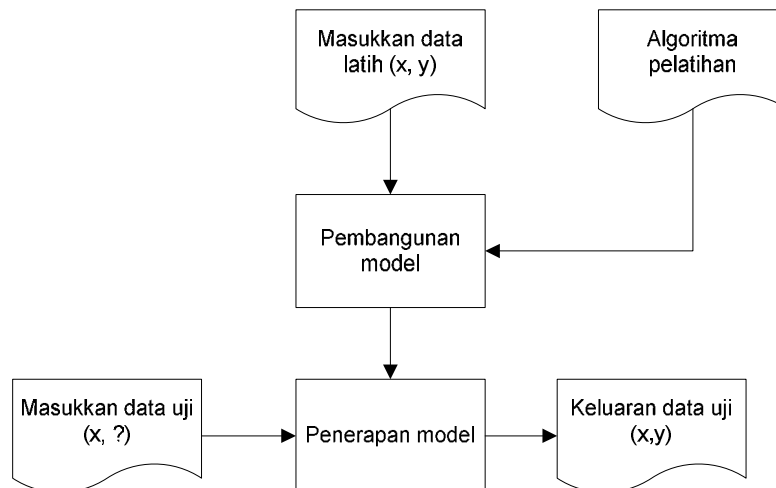 Masukkan data
latih (x, y)
Algoritma
pelatihan
Pembangunan
model
Masukkan data uji
(x, ?)
Penerapan model
Keluaran data uji
(x,y)